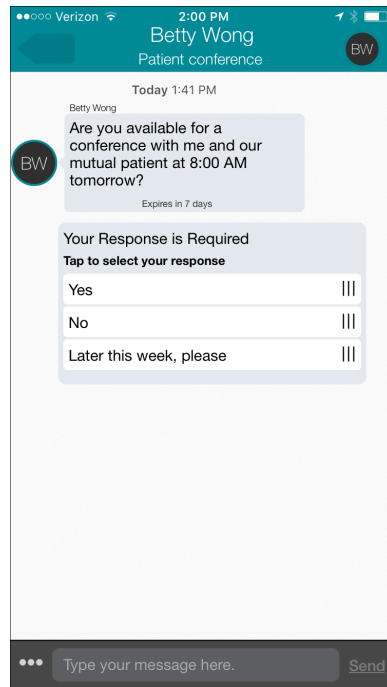 Verizon 2:00 PM
Betty Wong
BW
Patient conference
Today 1:41 PM
Betty Wong
BW
Are you available for a
conference with me and our
mutual patient at 8:00 AM
tomorrow?
Expires in 7 days
Your Response is Required
Tap to select your response
Yes
No
Later this week, please
Type your message here.
Send